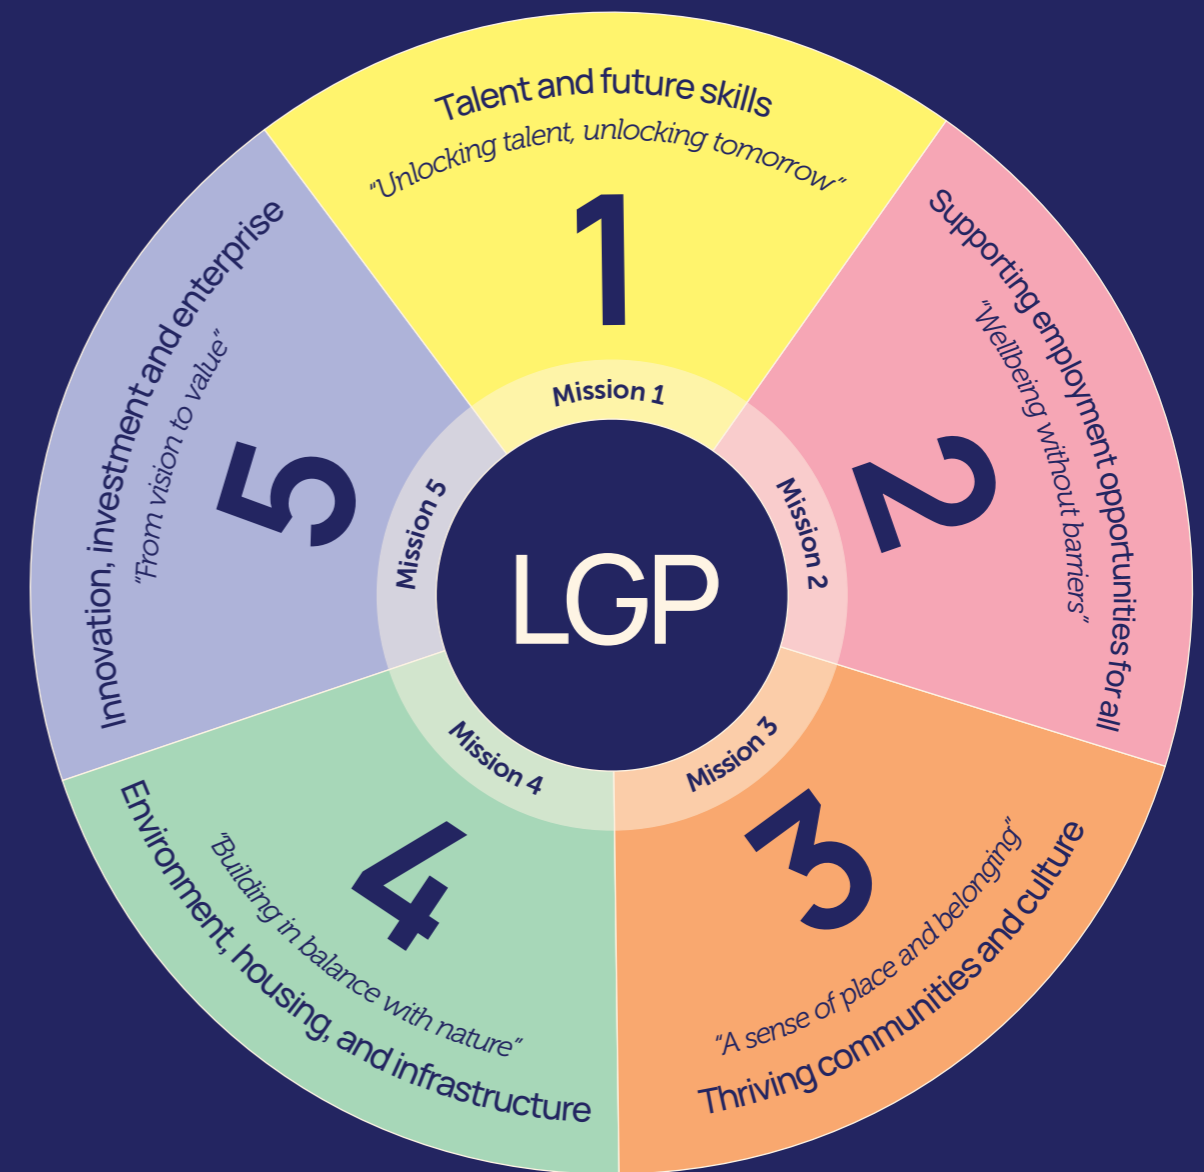 Talent and future skills
“Unlocking talent, unlocking tomorrow”
1
Mission 1
Supporting employment opportunities for all
“Wellbeing without barriers”
2
Mission 2
Thriving communities and culture
“A sense of place and belonging”
3
Mission 3
Environment, housing, and infrastructure
“Building in balance with nature”
4
Mission 4
Innovation, investment and enterprise
“From vision to value”
5
Mission 5
LGP